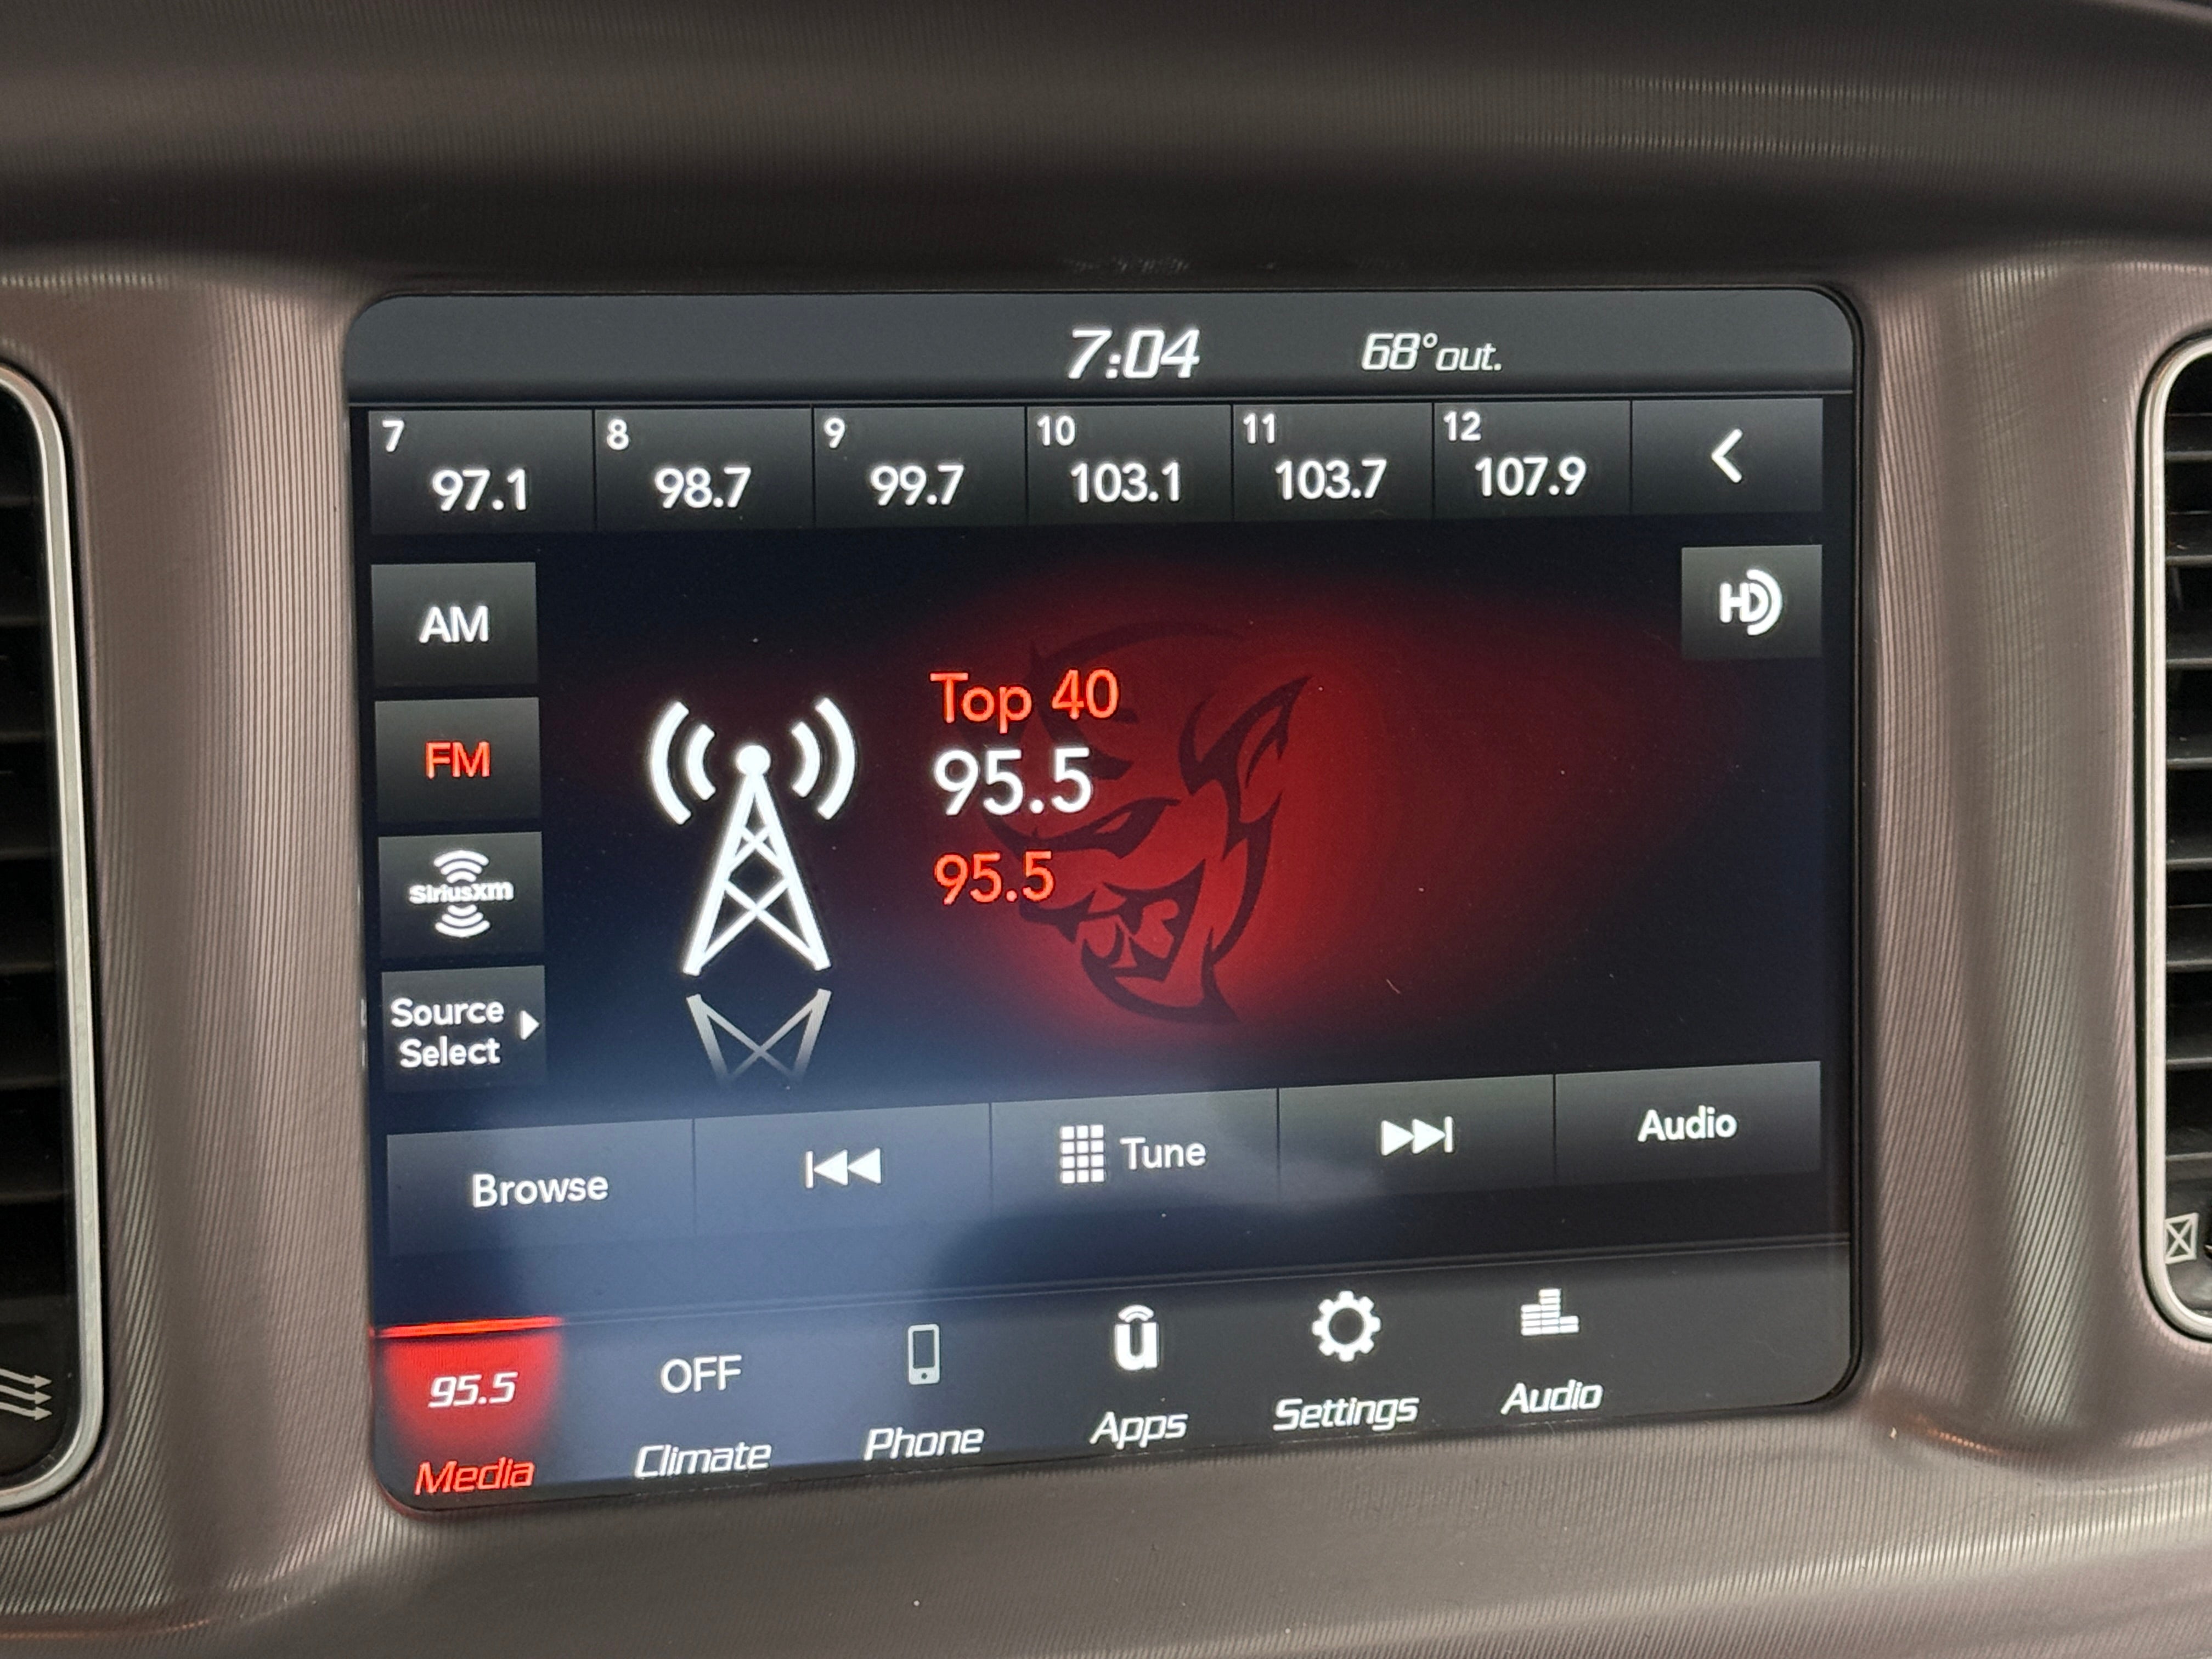 7:04 68°out.
7 8 9 10 11 12
97.1 98.7 99.7 103.1 103.7 107.9
AM
HD
Top 40
FM
95.5
95.5
SiriusXm
Source
Select
Browse Tune Audio
95.5 OFF u
Media Climate Phone Apps Settings Audio